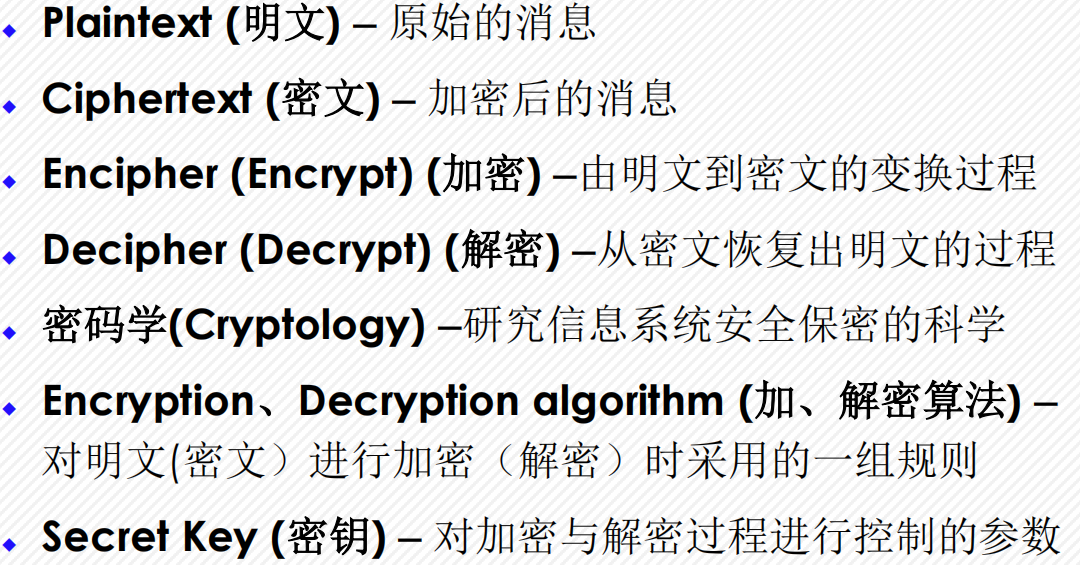 Plaintext (明文) – 原始的消息
Ciphertext (密文) – 加密后的消息
Encipher (Encrypt) (加密) –由明文到密文的变换过程
Decipher (Decrypt) (解密) –从密文恢复出明文的过程
密码学(Cryptology) –研究信息系统安全保密的科学
Encryption、Decryption algorithm (加、解密算法) –
对明文(密文）进行加密（解密）时采用的一组规则
Secret Key (密钥) – 对加密与解密过程进行控制的参数